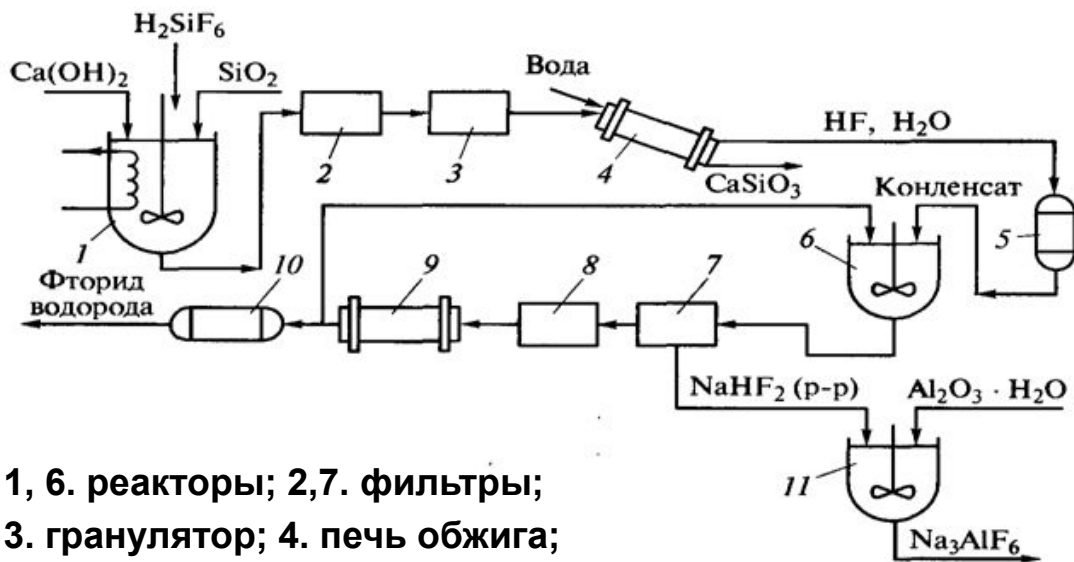 H₂SiF₆
Ca(OH)₂ SiO₂
Вода
2 3 4
HF, H₂O
CaSiO₃
Конденсат
1 5 6
Фторид
водорода
10 9 8 7
NaHF₂ (р-р) Al₂O₃ · H₂O
11
Na₃AlF₆
1, 6. реакторы; 2,7. фильтры;
3. гранулятор; 4. печь обжига;